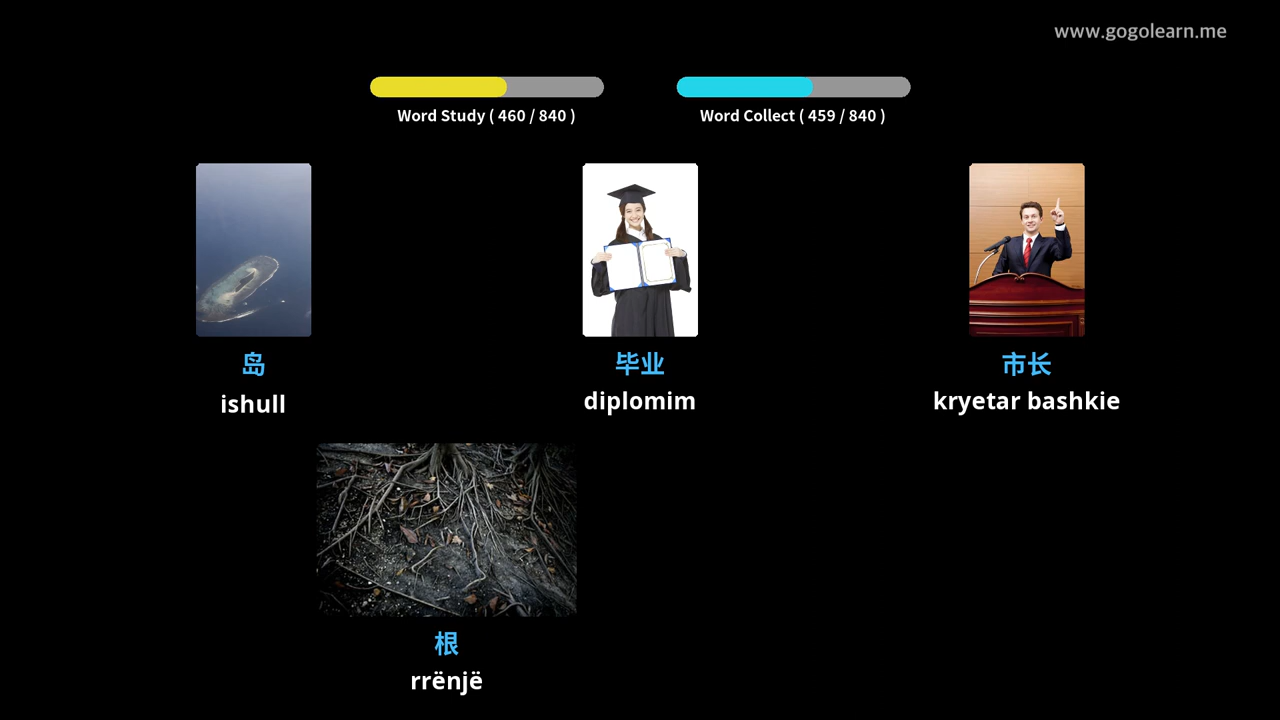 www.gogolearn.me
Word Study ( 460 / 840 )
Word Collect ( 459 / 840 )
岛
ishull
毕业
diplomim
市长
kryetar bashkie
根
rrënjë